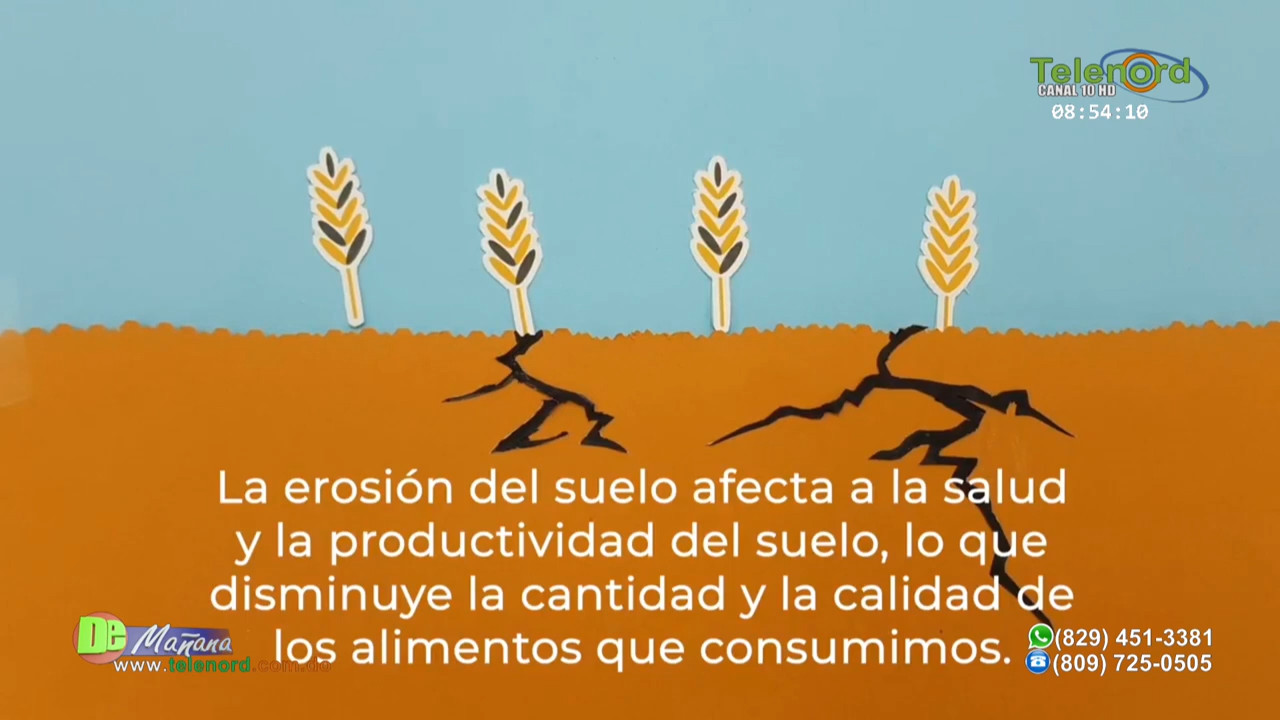 Telenord
CANAL 10 HD
08:54:10
La erosión del suelo afecta a la salud
y la productividad del suelo, lo que
disminuye la cantidad y la calidad de
los alimentos que consumimos.
De Mañana
www.telenord.com.do
(829) 451-3381
(809) 725-0505